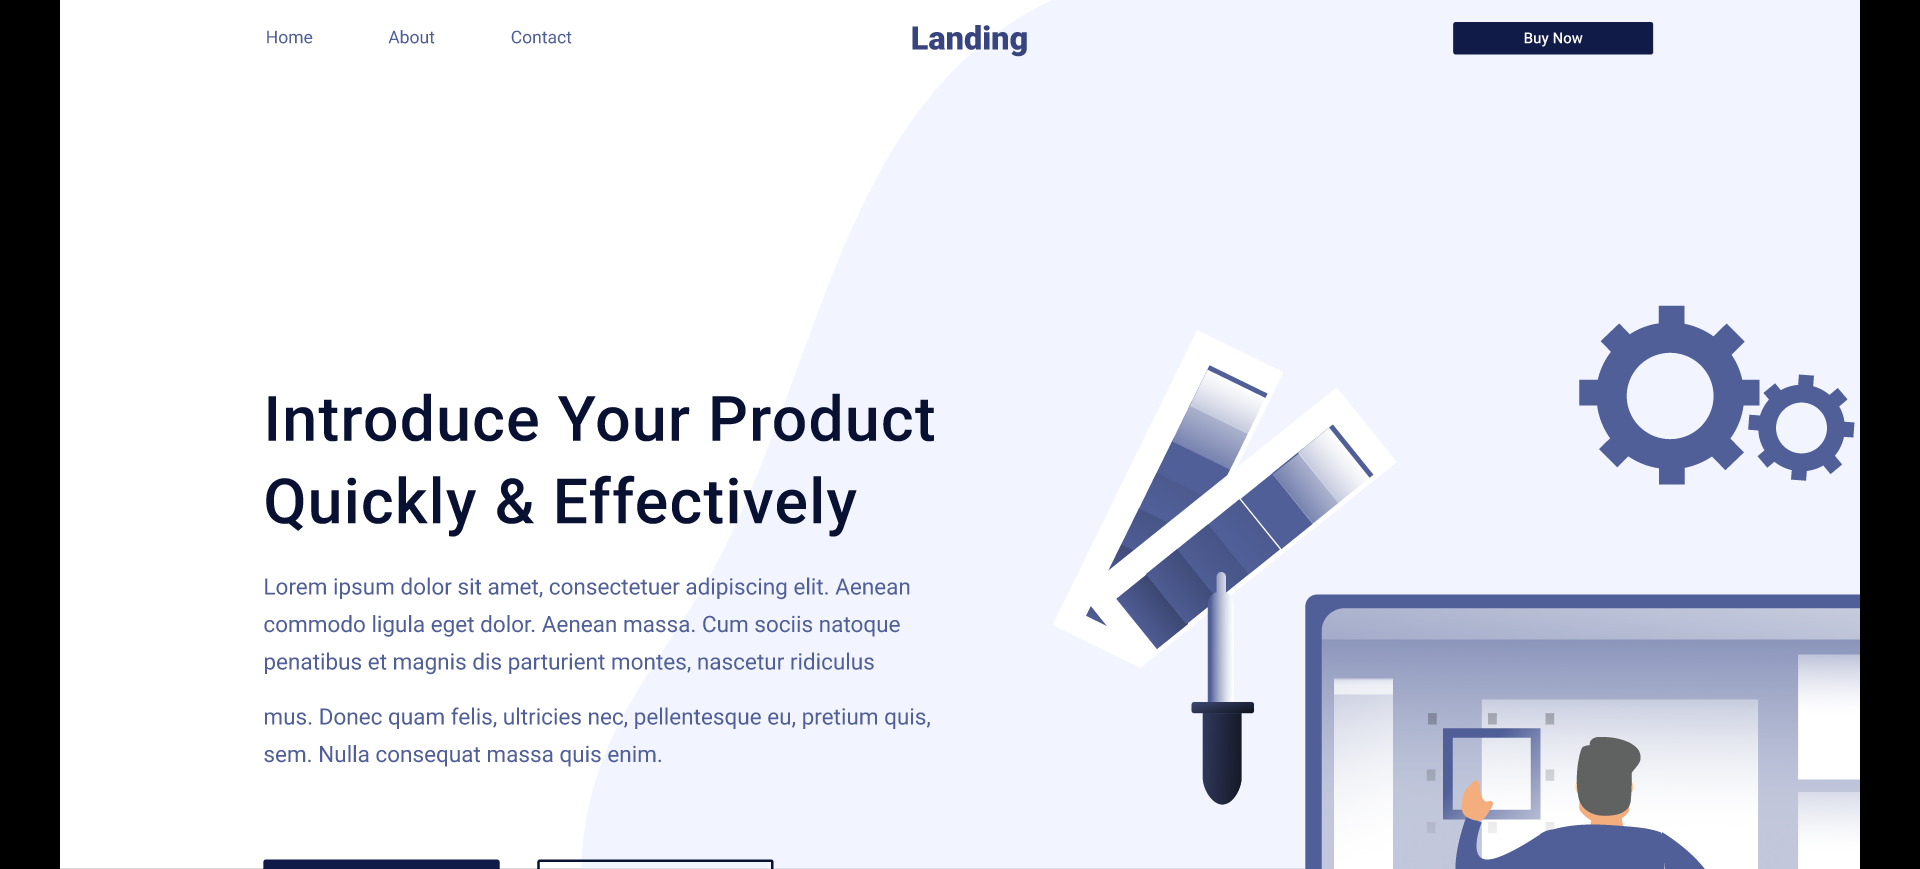 Home About Contact Landing Buy Now
Introduce Your Product
Quickly & Effectively
Lorem ipsum dolor sit amet, consectetuer adipiscing elit. Aenean
commodo ligula eget dolor. Aenean massa. Cum sociis natoque
penatibus et magnis dis parturient montes, nascetur ridiculus
mus. Donec quam felis, ultricies nec, pellentesque eu, pretium quis,
sem. Nulla consequat massa quis enim.